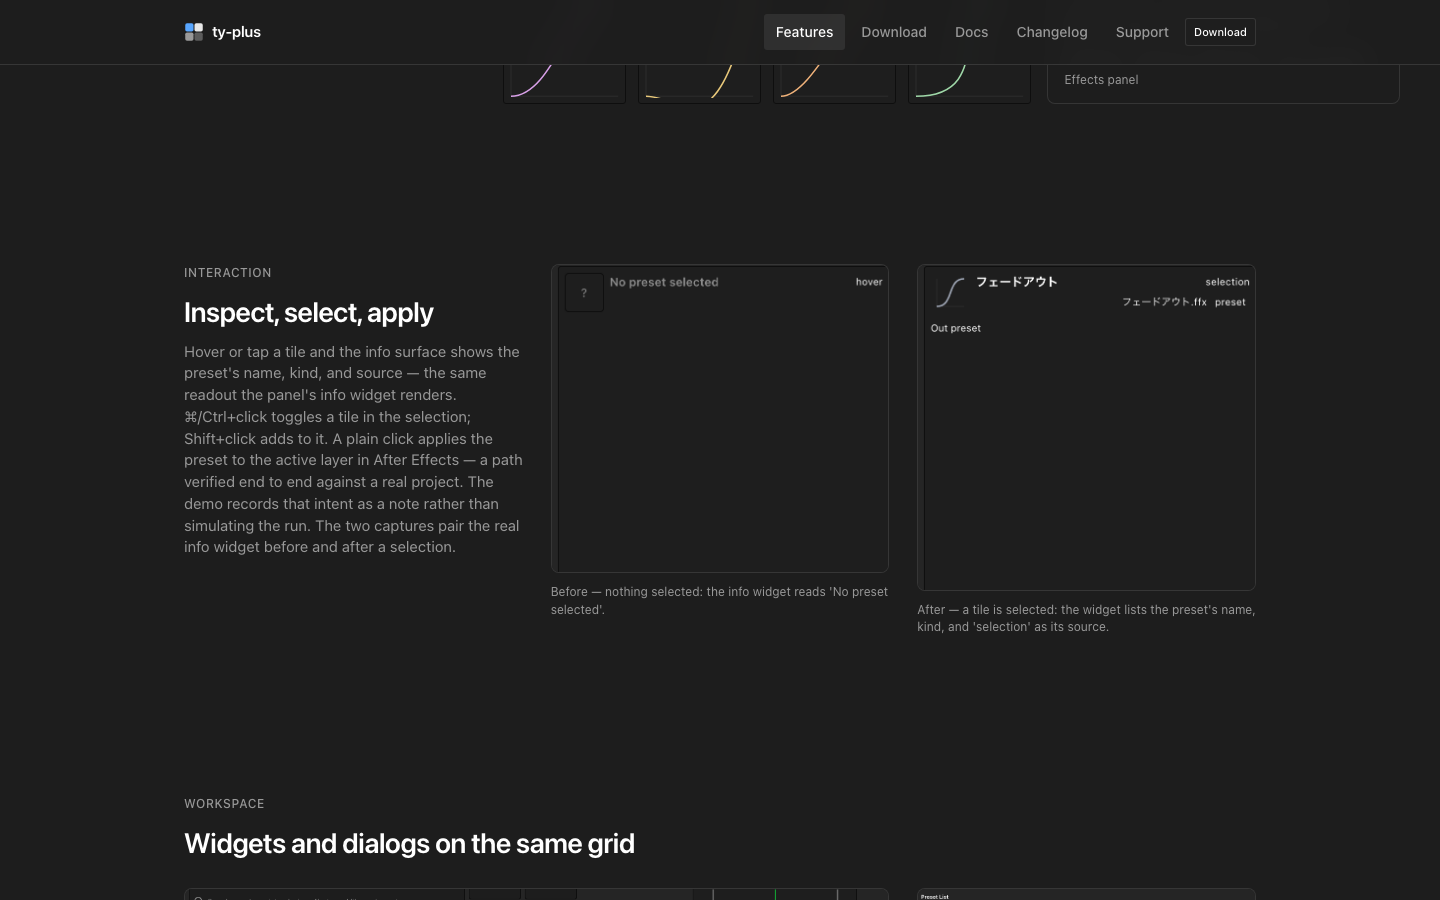 ty-plus
Features
Download
Docs
Changelog
Support
Download
Effects panel
INTERACTION
Inspect, select, apply
Hover or tap a tile and the info surface shows the
preset's name, kind, and source — the same
readout the panel's info widget renders.
⌘/Ctrl+click toggles a tile in the selection;
Shift+click adds to it. A plain click applies the
preset to the active layer in After Effects — a path
verified end to end against a real project. The
demo records that intent as a note rather than
simulating the run. The two captures pair the real
info widget before and after a selection.
?
No preset selected
hover
Before — nothing selected: the info widget reads 'No preset
selected'.
フェードアウト
selection
フェードアウト.ffx preset
Out preset
After — a tile is selected: the widget lists the preset's name,
kind, and 'selection' as its source.
WORKSPACE
Widgets and dialogs on the same grid
Preset List